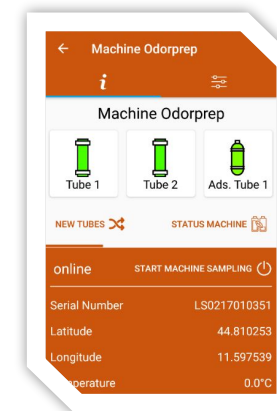 Machine Odorprep
i
Machine Odorprep
Tube 1 Tube 2 Ads. Tube 1
NEW TUBES STATUS MACHINE
online START MACHINE SAMPLING
Serial Number LS0217010351
Latitude 44.810253
Longitude 11.597539
0.0°C